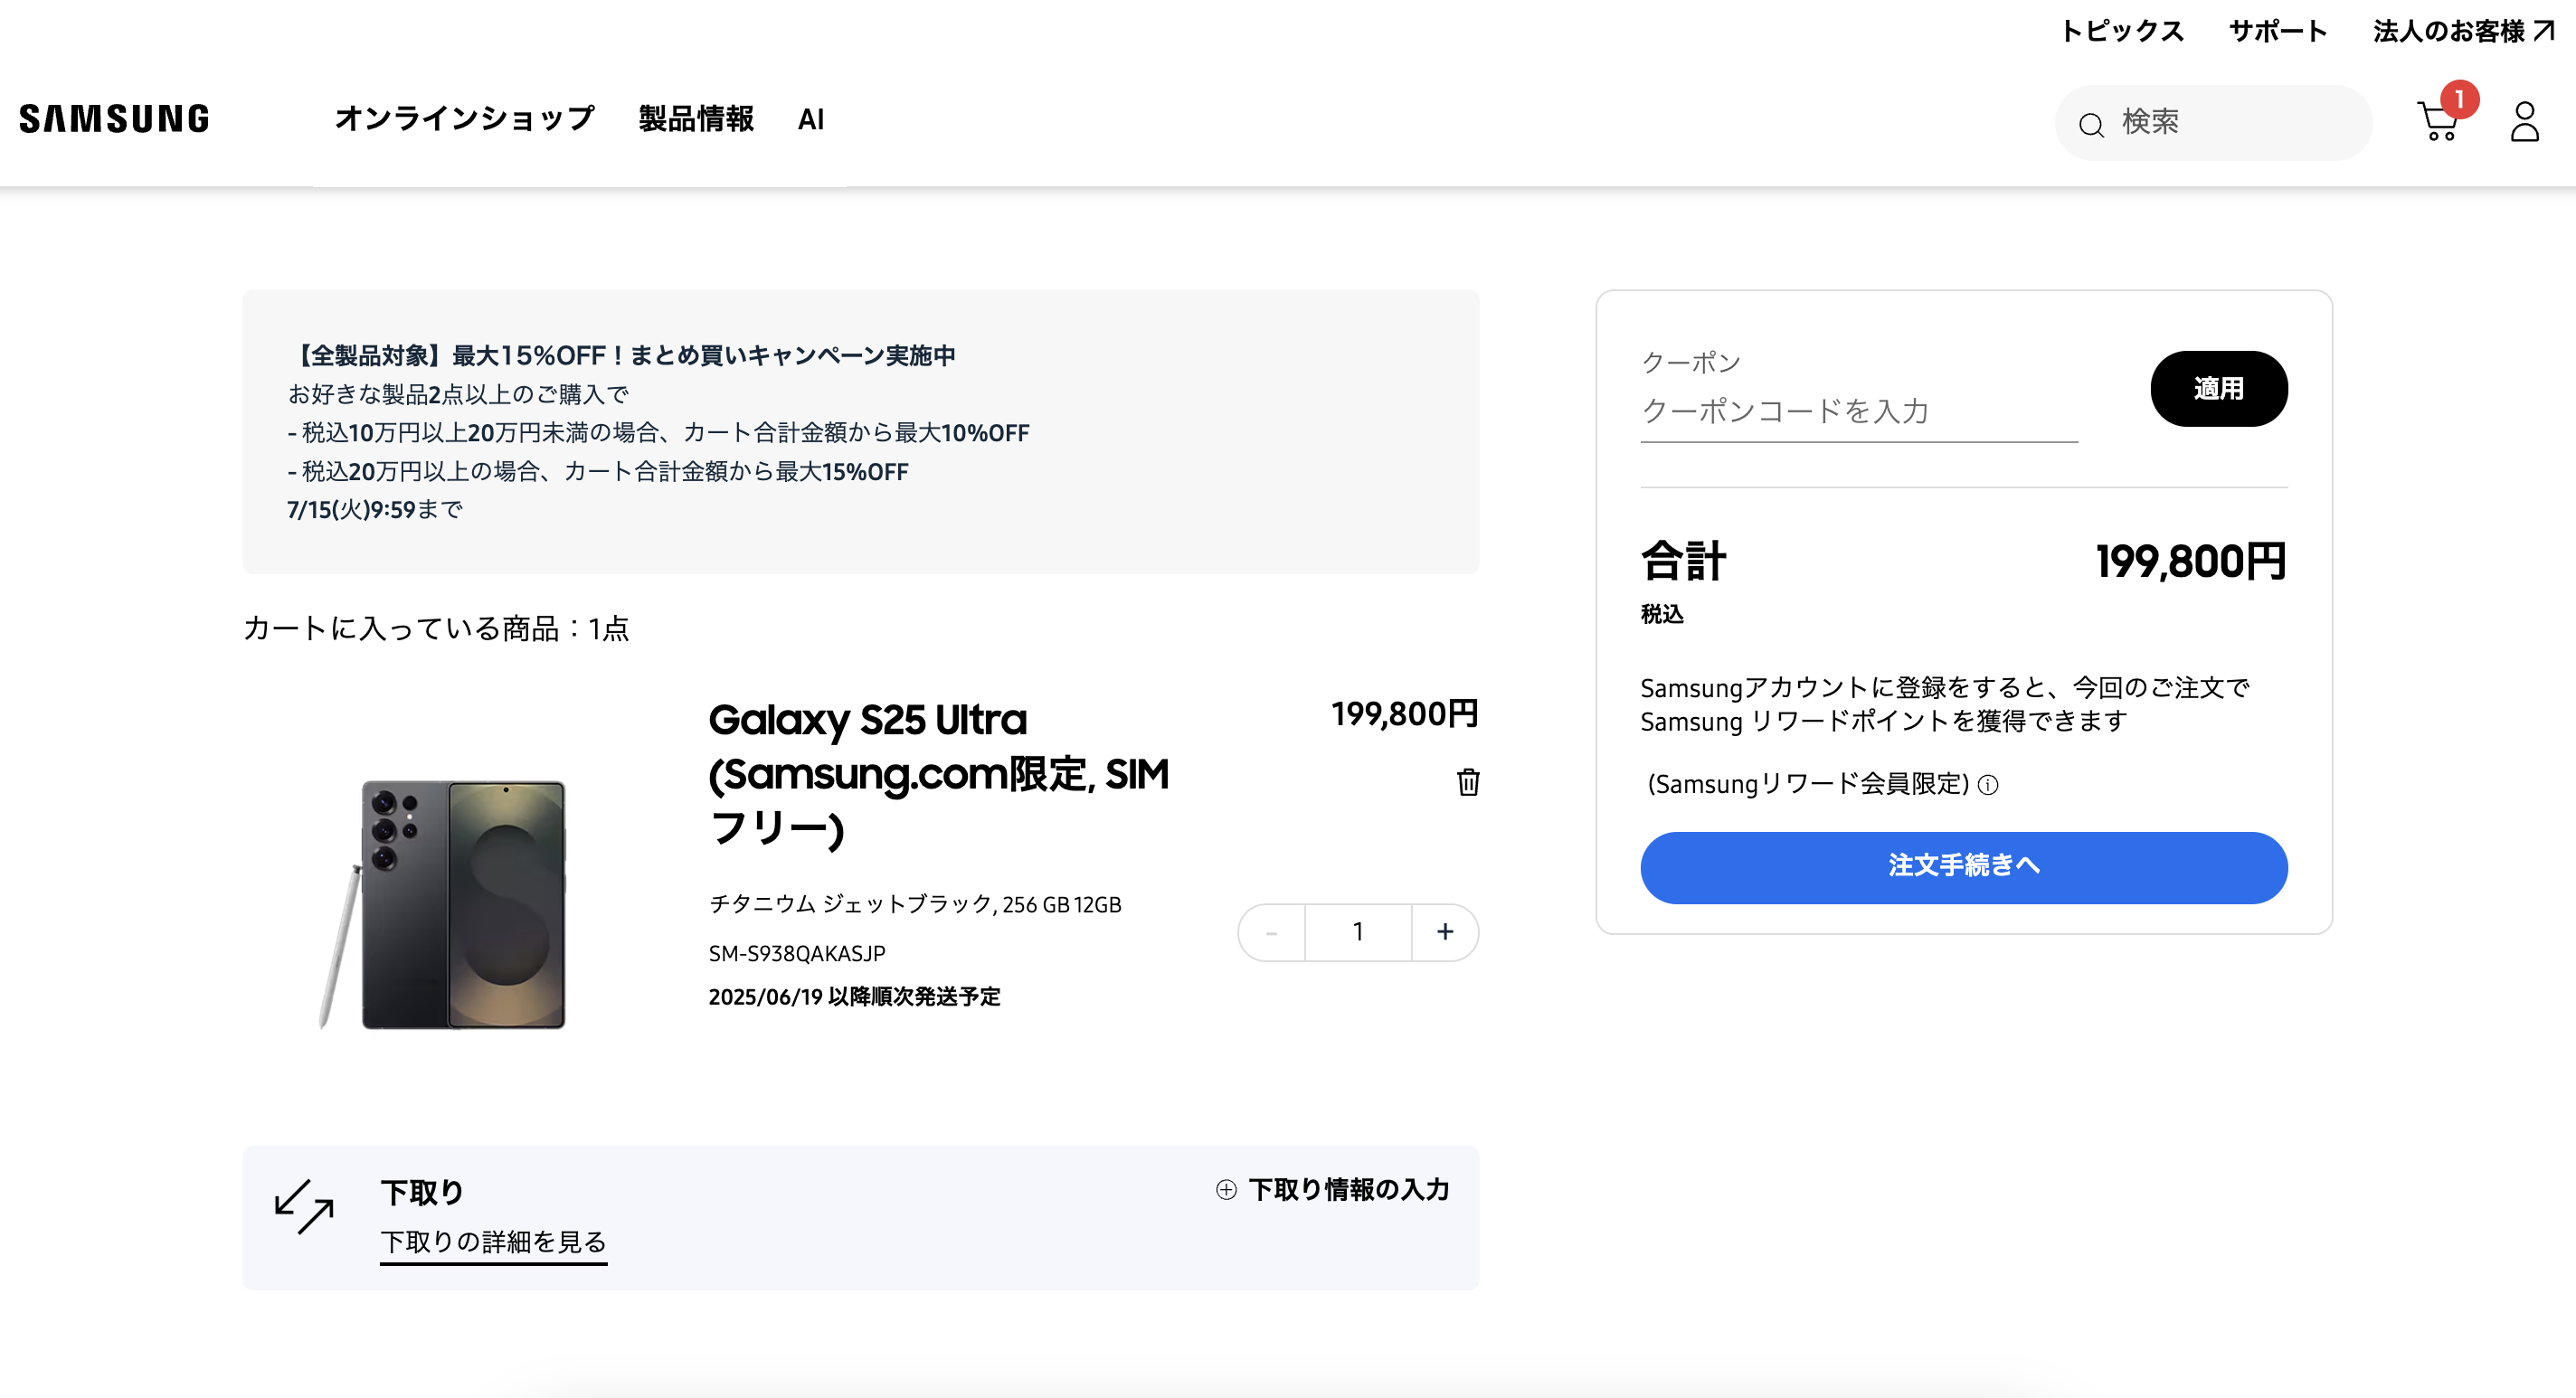 トピックス サポート 法人のお客様
SAMSUNG オンラインショップ 製品情報 AI 検索 1
【全製品対象】最大15%OFF！まとめ買いキャンペーン実施中
お好きな製品2点以上のご購入で
- 税込10万円以上20万円未満の場合、カート合計金額から最大10%OFF
- 税込20万円以上の場合、カート合計金額から最大15%OFF
7/15(火)9:59まで
カートに入っている商品：1点
Galaxy S25 Ultra
(Samsung.com限定, SIM
フリー)
199,800円
チタニウム ジェットブラック, 256 GB 12GB
SM-S938QAKASJP
2025/06/19 以降順次発送予定
- 1 +
下取り
下取りの詳細を見る
下取り情報の入力
クーポン
クーポンコードを入力
適用
合計 199,800円
税込
Samsungアカウントに登録をすると、今回のご注文で
Samsung リワードポイントを獲得できます
(Samsungリワード会員限定)
注文手続きへ